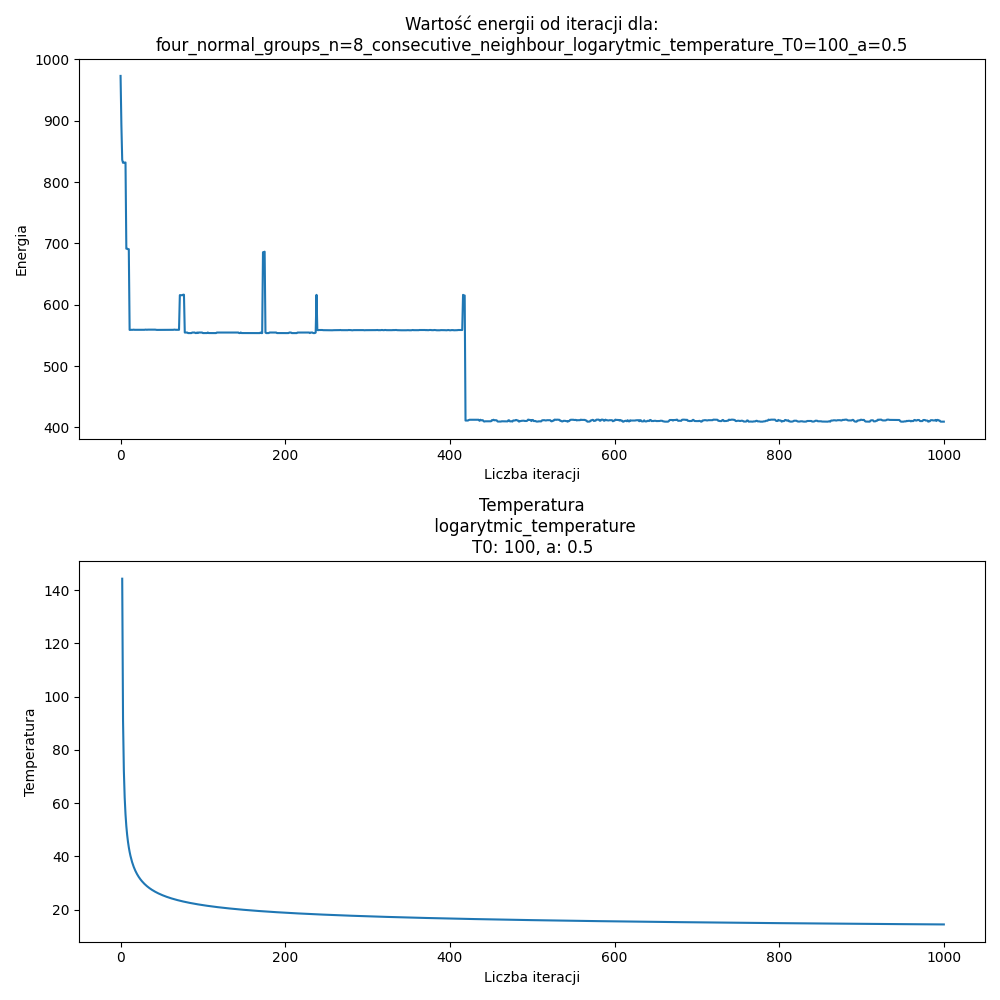 Wartość energii od iteracji dla:
four_normal_groups_n=8_consecutive_neighbour_logarytmic_temperature_T0=100_a=0.5
1000
900
800
700
600
500
400
Energia
0 200 400 600 800 1000
Liczba iteracji
Temperatura
logarytmic_temperature
T0: 100, a: 0.5
140
120
100
80
60
40
20
Temperatura
0 200 400 600 800 1000
Liczba iteracji